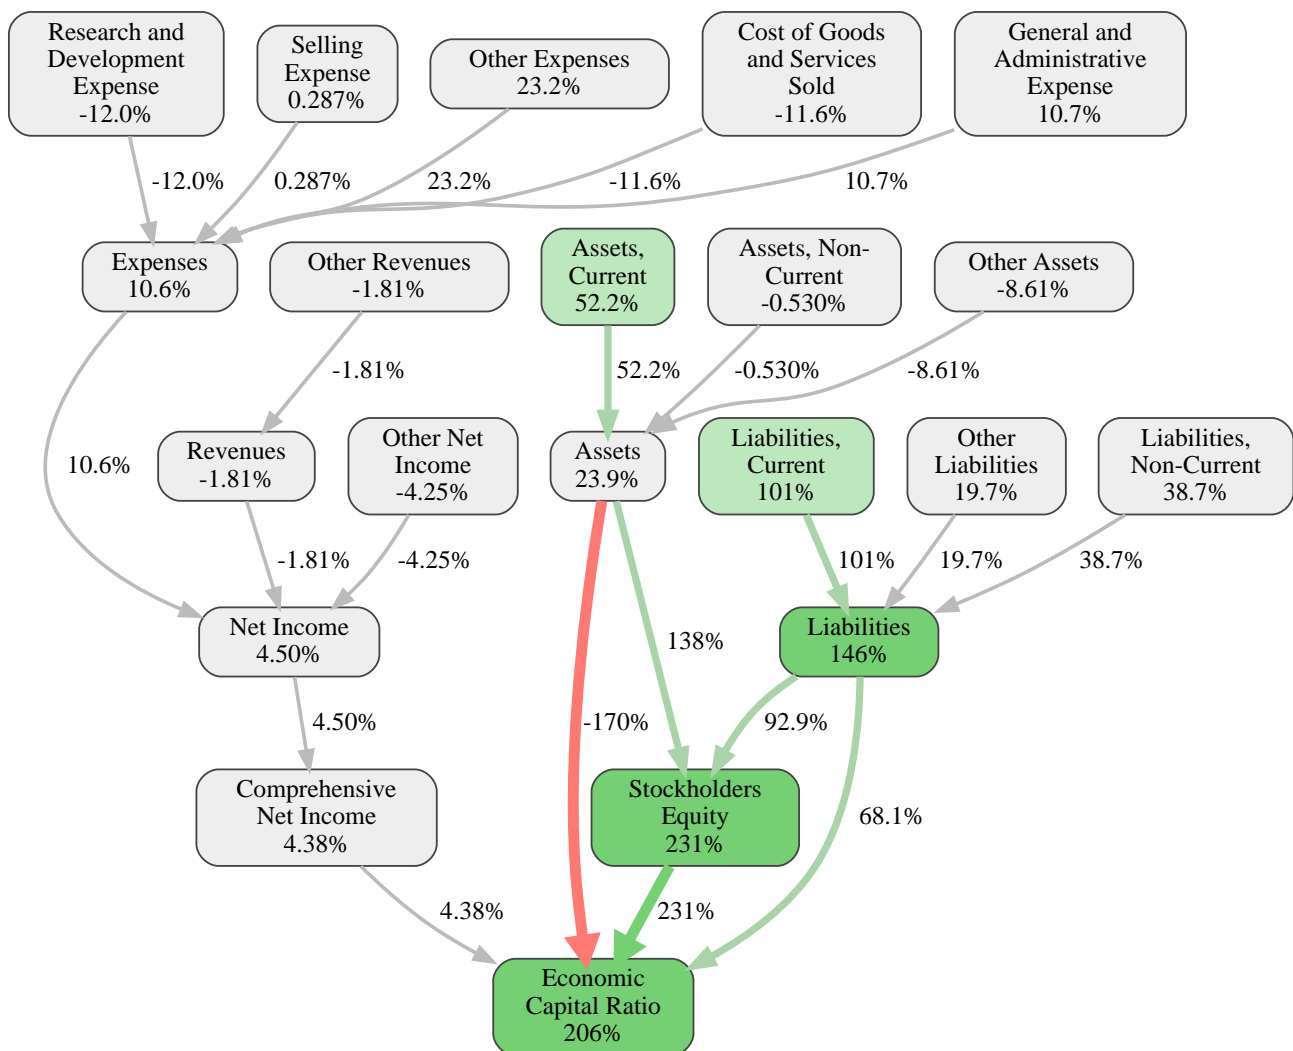 Research and
Development
Expense
-12.0%
Selling
Expense
0.287%
Other Expenses
23.2%
Cost of Goods
and Services
Sold
-11.6%
General and
Administrative
Expense
10.7%
-12.0%
0.287%
23.2%
-11.6%
10.7%
Expenses
10.6%
Other Revenues
-1.81%
Assets,
Current
52.2%
Assets, Non-
Current
-0.530%
Other Assets
-8.61%
-1.81%
52.2%
-0.530%
-8.61%
10.6%
Revenues
-1.81%
Other Net
Income
-4.25%
Assets
23.9%
Liabilities,
Current
101%
Other
Liabilities
19.7%
Liabilities,
Non-Current
38.7%
-1.81%
-4.25%
101%
19.7%
38.7%
Net Income
4.50%
138%
Liabilities
146%
4.50%
-170%
92.9%
Comprehensive
Net Income
4.38%
Stockholders
Equity
231%
68.1%
4.38%
231%
Economic
Capital Ratio
206%